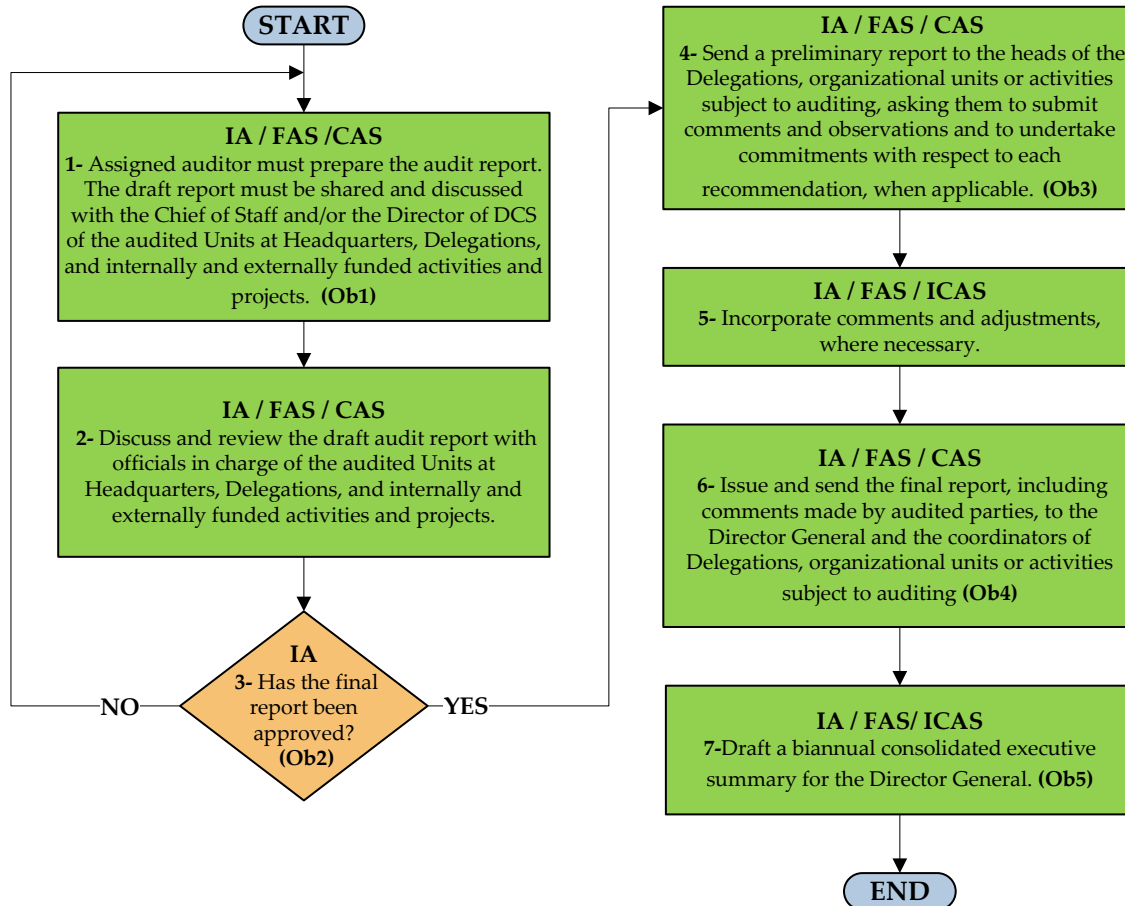 START
IA / FAS /CAS
1- Assigned auditor must prepare the audit report.
The draft report must be shared and discussed
with the Chief of Staff and/or the Director of DCS
of the audited Units at Headquarters, Delegations,
and internally and externally funded activities and
projects. (Ob1)
IA / FAS / CAS
2- Discuss and review the draft audit report with
officials in charge of the audited Units at
Headquarters, Delegations, and internally and
externally funded activities and projects.
IA
3- Has the final
report been
approved?
(Ob2)
NO
YES
IA / FAS / CAS
4- Send a preliminary report to the heads of the
Delegations, organizational units or activities
subject to auditing, asking them to submit
comments and observations and to undertake
commitments with respect to each
recommendation, when applicable. (Ob3)
IA / FAS / ICAS
5- Incorporate comments and adjustments,
where necessary.
IA / FAS / CAS
6- Issue and send the final report, including
comments made by audited parties, to the
Director General and the coordinators of
Delegations, organizational units or activities
subject to auditing (Ob4)
IA / FAS/ ICAS
7-Draft a biannual consolidated executive
summary for the Director General. (Ob5)
END